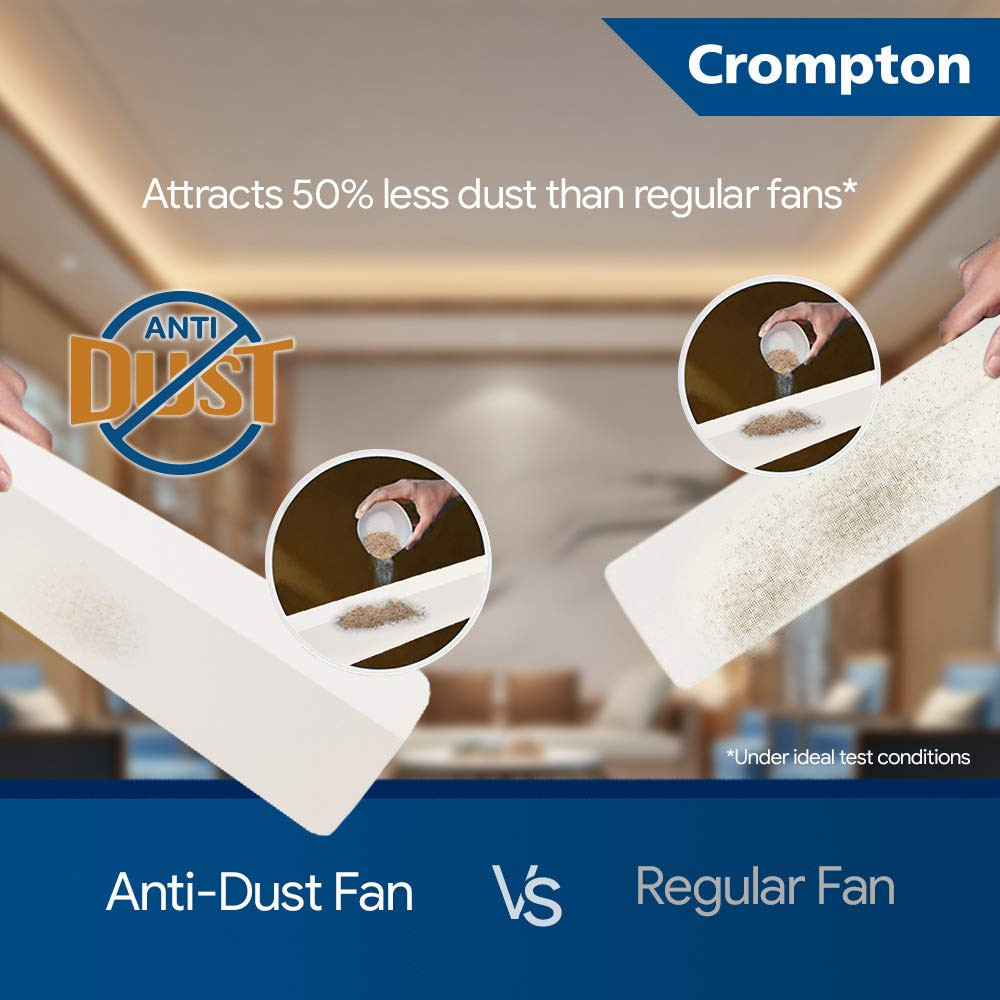 Crompton
Attracts 50% less dust than regular fans*
ANTI
DUST
*Under ideal test conditions
Anti-Dust Fan
VS
Regular Fan